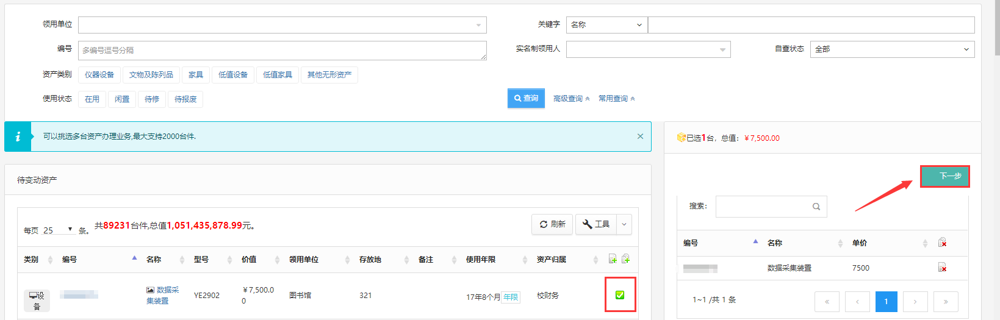 领用单位 关键字 名称
编号 多编号逗号分隔 实名制领用人 自查状态 全部
资产类别 仪器设备 文物及陈列品 家具 低值设备 低值家具 其他无形资产
使用状态 在用 闲置 待修 待报废 查询 高级查询 常用查询
可以挑选多台资产办理业务,最大支持2000台件. ×
已选1台，总值：￥7,500.00
待变动资产
下一步
搜索：
每页 25 条。 共89231台件,总值1,051,435,878.99元。 刷新 工具
编号 名称 单价
类别 编号 名称 型号 价值 领用单位 存放地 备注 使用年限 资产归属
数据采集装置 7500
设备 数据采集装置 YE2902 ￥7,500.00 图书馆 321 17年8个月 年限 校财务
1~1 /共 1 条 « ‹ 1 › »